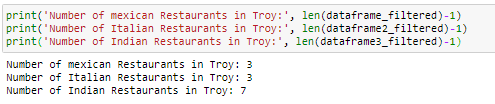 print('Number of mexican Restaurants in Troy:', len(dataframe_filtered)-1)
print('Number of Italian Restaurants in Troy:', len(dataframe2_filtered)-1)
print('Number of Indian Restaurants in Troy:', len(dataframe3_filtered)-1)
Number of mexican Restaurants in Troy: 3
Number of Italian Restaurants in Troy: 3
Number of Indian Restaurants in Troy: 7